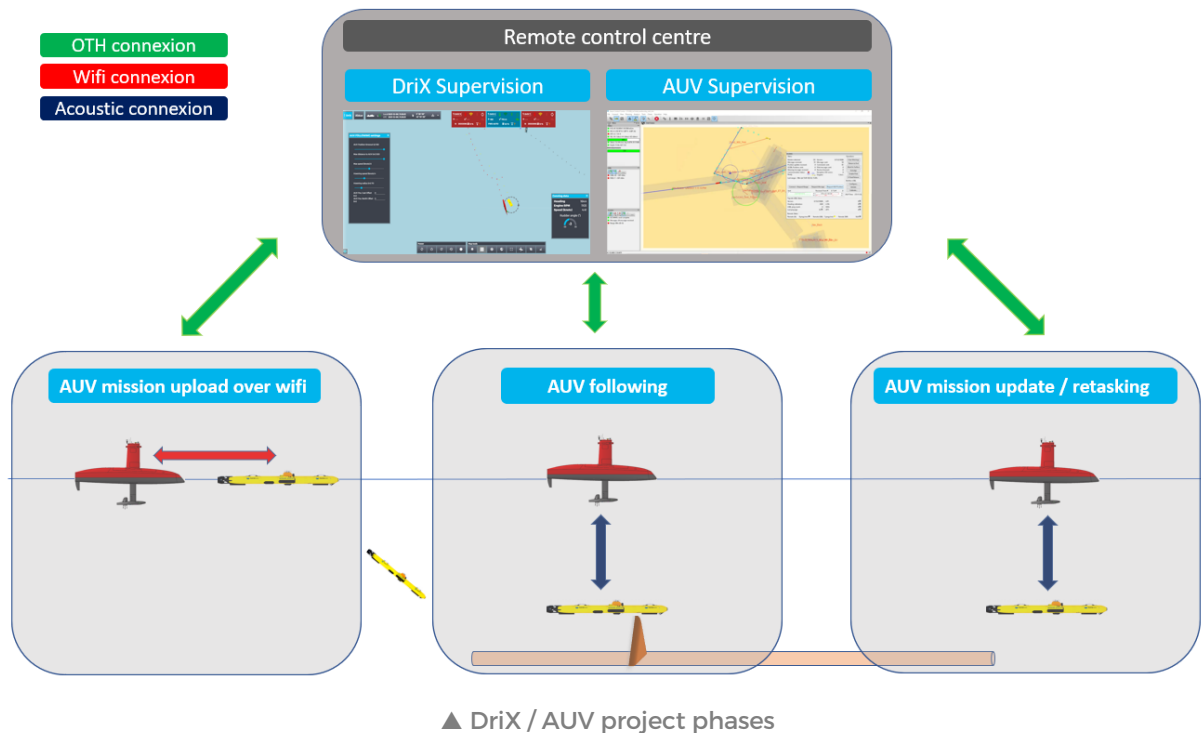 OTH connexion
Wifi connexion
Acoustic connexion
Remote control centre
DriX Supervision
AUV Supervision
AUV mission upload over wifi
AUV following
AUV mission update / retasking
▲ DriX / AUV project phases